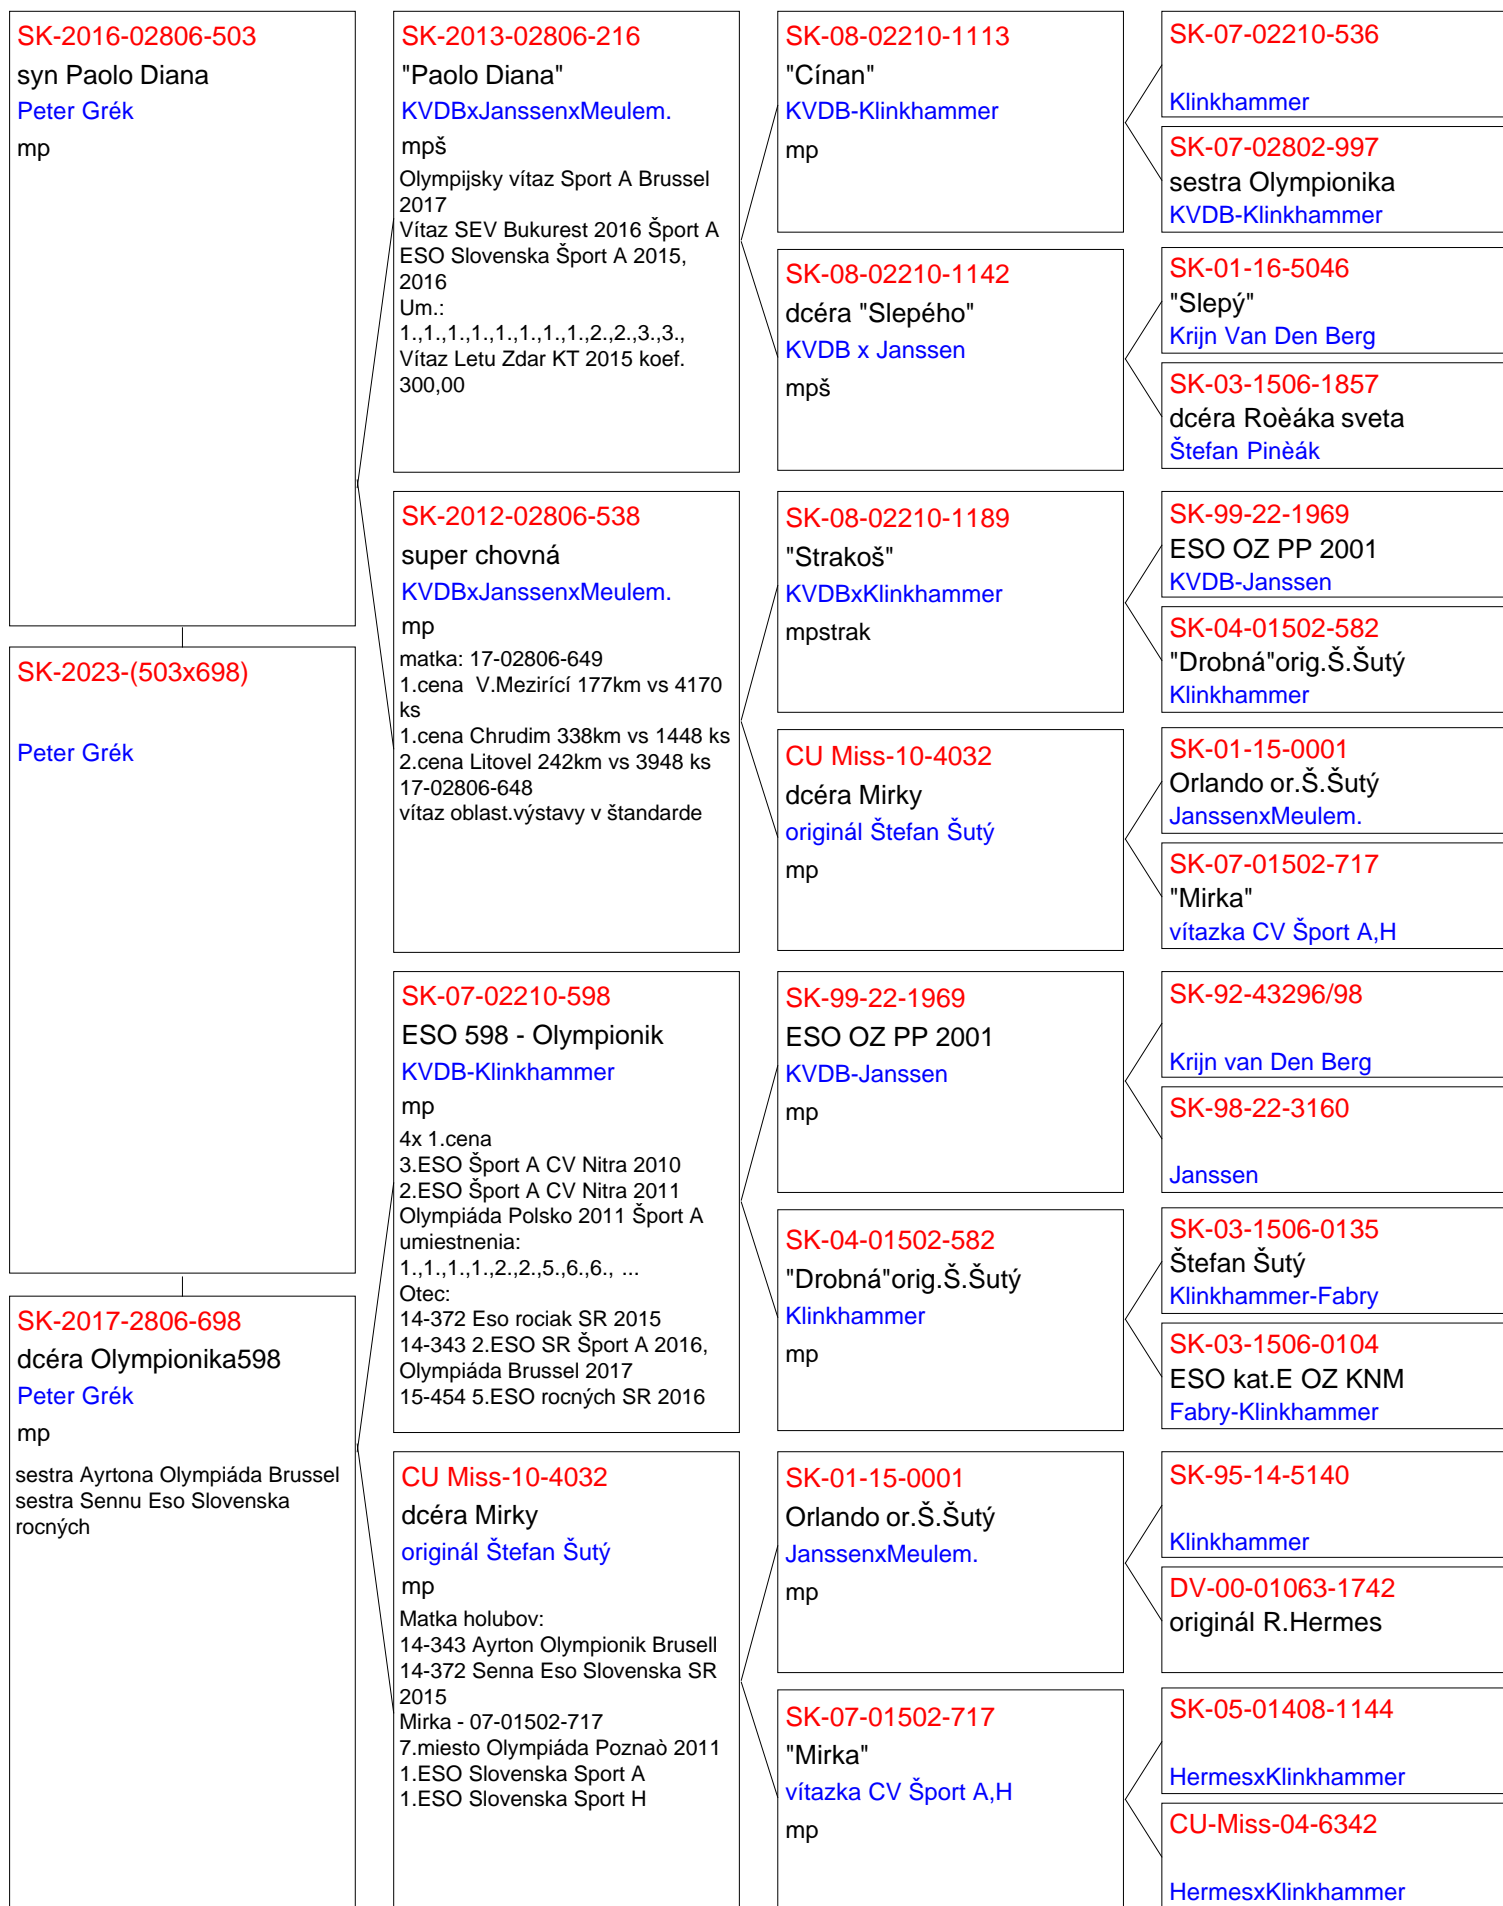 SK-2016-02806-503
syn Paolo Diana
Peter Grék
mp
SK-2023-(503x698)
Peter Grék
SK-2017-2806-698
dcéra Olympionika598
Peter Grék
mp
sestra Ayrtona Olympiáda Brussel
sestra Sennu Eso Slovenska
rocných
SK-2013-02806-216
"Paolo Diana"
KVDBxJanssenxMeulem.
mpš
Olympijsky vítaz Sport A Brussel
2017
Vítaz SEV Bukurest 2016 Šport A
ESO Slovenska Šport A 2015,
2016
Um.:
1.,1.,1.,1.,1.,1.,1.,1.,2.,2.,3.,3.,
Vítaz Letu Zdar KT 2015 koef.
300,00
SK-2012-02806-538
super chovná
KVDBxJanssenxMeulem.
mp
matka: 17-02806-649
1.cena  V.Mezirící 177km vs 4170
ks
1.cena Chrudim 338km vs 1448 ks
2.cena Litovel 242km vs 3948 ks
17-02806-648
vítaz oblast.výstavy v štandarde
SK-07-02210-598
ESO 598 - Olympionik
KVDB-Klinkhammer
mp
4x 1.cena
3.ESO Šport A CV Nitra 2010
2.ESO Šport A CV Nitra 2011
Olympiáda Polsko 2011 Šport A
umiestnenia:
1.,1.,1.,1.,2.,2.,5.,6.,6., ...
Otec:
14-372 Eso rociak SR 2015
14-343 2.ESO SR Šport A 2016,
Olympiáda Brussel 2017
15-454 5.ESO rocných SR 2016
CU Miss-10-4032
dcéra Mirky
originál Štefan Šutý
mp
Matka holubov:
14-343 Ayrton Olympionik Brusell
14-372 Senna Eso Slovenska SR
2015
Mirka - 07-01502-717
7.miesto Olympiáda Poznaò 2011
1.ESO Slovenska Sport A
1.ESO Slovenska Sport H
SK-08-02210-1113
"Cínan"
KVDB-Klinkhammer
mp
SK-08-02210-1142
dcéra "Slepého"
KVDB x Janssen
mpš
SK-08-02210-1189
"Strakoš"
KVDBxKlinkhammer
mpstrak
CU Miss-10-4032
dcéra Mirky
originál Štefan Šutý
mp
SK-99-22-1969
ESO OZ PP 2001
KVDB-Janssen
mp
SK-04-01502-582
"Drobná"orig.Š.Šutý
Klinkhammer
mp
SK-01-15-0001
Orlando or.Š.Šutý
JanssenxMeulem.
mp
SK-07-01502-717
"Mirka"
vítazka CV Šport A,H
mp
SK-07-02210-536
Klinkhammer
SK-07-02802-997
sestra Olympionika
KVDB-Klinkhammer
SK-01-16-5046
"Slepý"
Krijn Van Den Berg
SK-03-1506-1857
dcéra Roèáka sveta
Štefan Pinèák
SK-99-22-1969
ESO OZ PP 2001
KVDB-Janssen
SK-04-01502-582
"Drobná"orig.Š.Šutý
Klinkhammer
SK-01-15-0001
Orlando or.Š.Šutý
JanssenxMeulem.
SK-07-01502-717
"Mirka"
vítazka CV Šport A,H
SK-92-43296/98
Krijn van Den Berg
SK-98-22-3160
Janssen
SK-03-1506-0135
Štefan Šutý
Klinkhammer-Fabry
SK-03-1506-0104
ESO kat.E OZ KNM
Fabry-Klinkhammer
SK-95-14-5140
Klinkhammer
DV-00-01063-1742
originál R.Hermes
SK-05-01408-1144
HermesxKlinkhammer
CU-Miss-04-6342
HermesxKlinkhammer